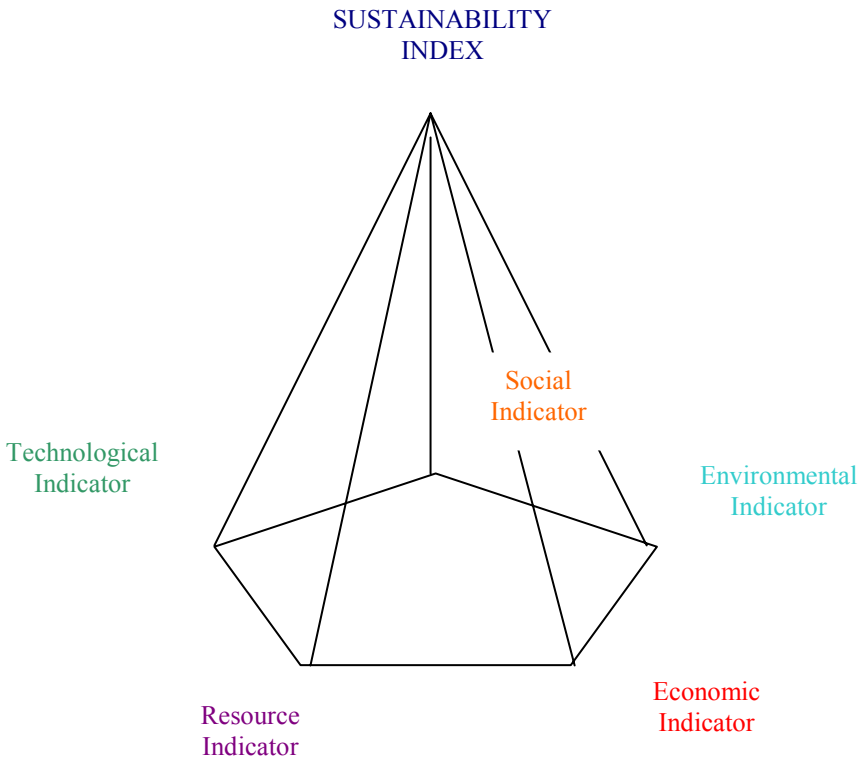 SUSTAINABILITY
INDEX
Social
Indicator
Technological
Indicator
Environmental
Indicator
Resource
Indicator
Economic
Indicator